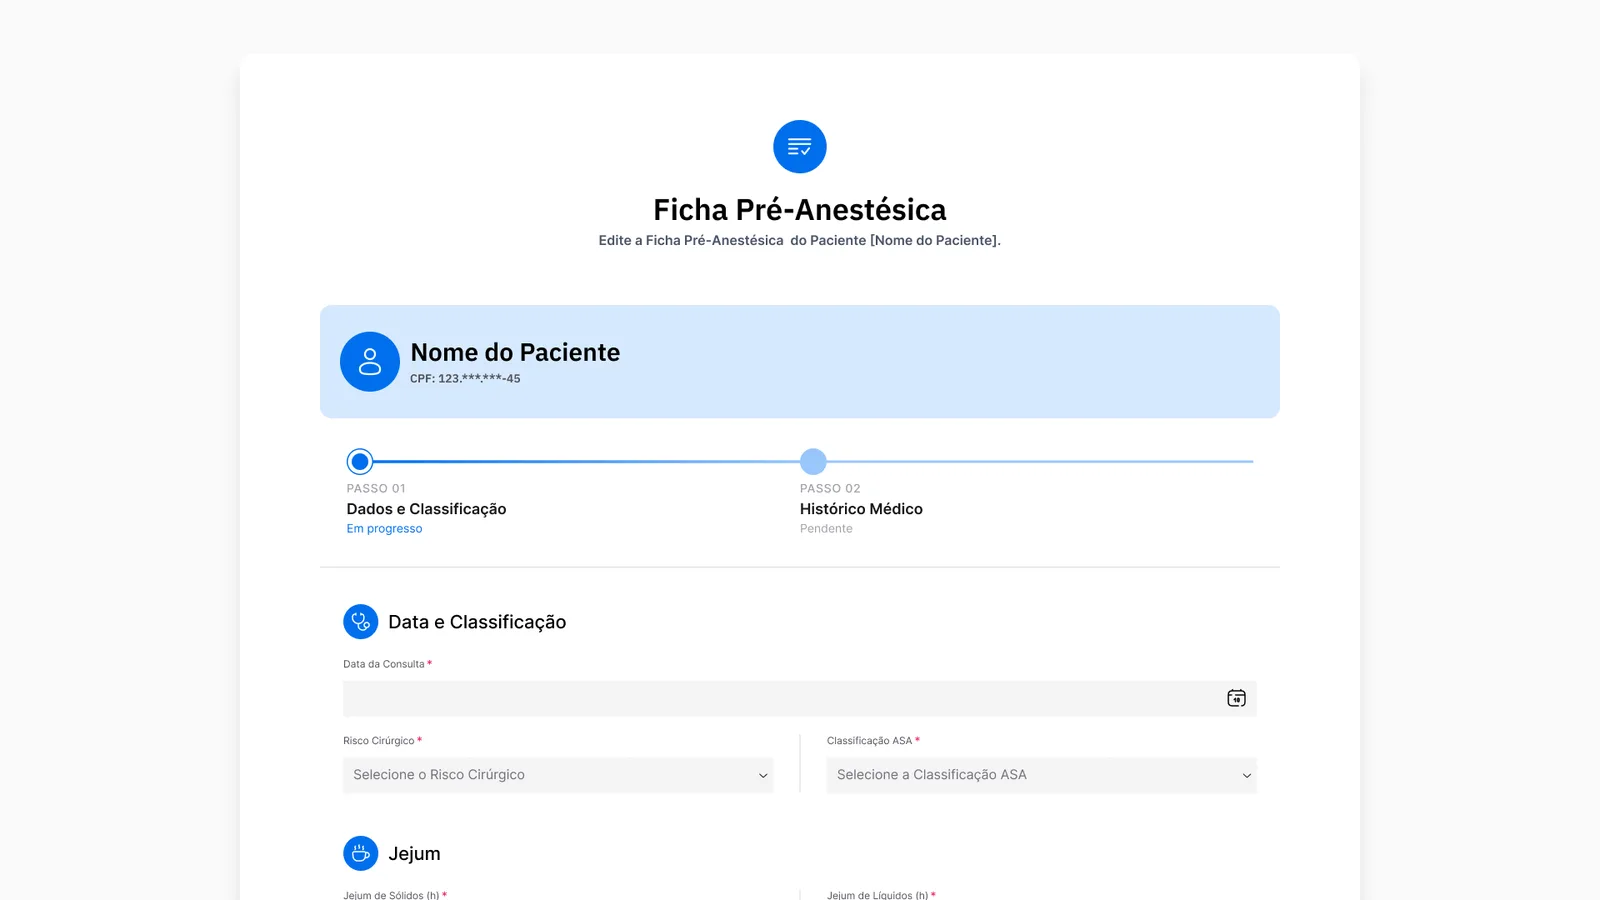 Ficha Pré-Anestésica
Edite a Ficha Pré-Anestésica do Paciente [Nome do Paciente].
Nome do Paciente
CPF: 123.***.***-45
PASSO 01
Dados e Classificação
Em progresso
PASSO 02
Histórico Médico
Pendente
Data e Classificação
Data da Consulta *
Risco Cirúrgico *
Selecione o Risco Cirúrgico
Classificação ASA *
Selecione a Classificação ASA
Jejum
Jejum de Sólidos (h) *
Jejum de Líquidos (h) *